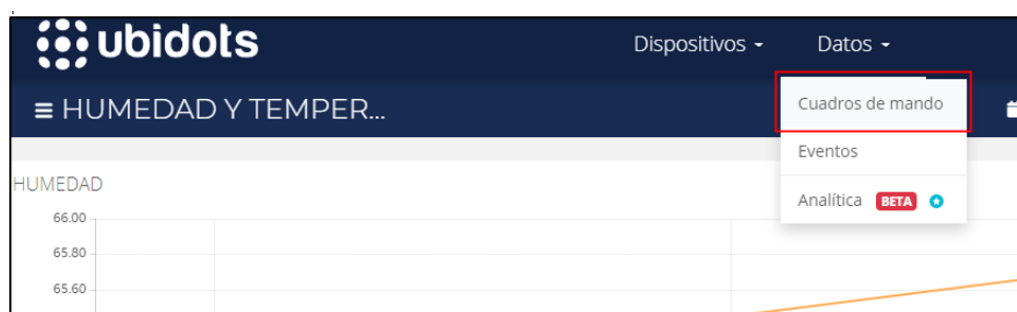 ubidots
Dispositivos
Datos
HUMEDAD Y TEMPER...
Cuadros de mando
Eventos
Analítica BETA
HUMEDAD
66.00
65.80
65.60